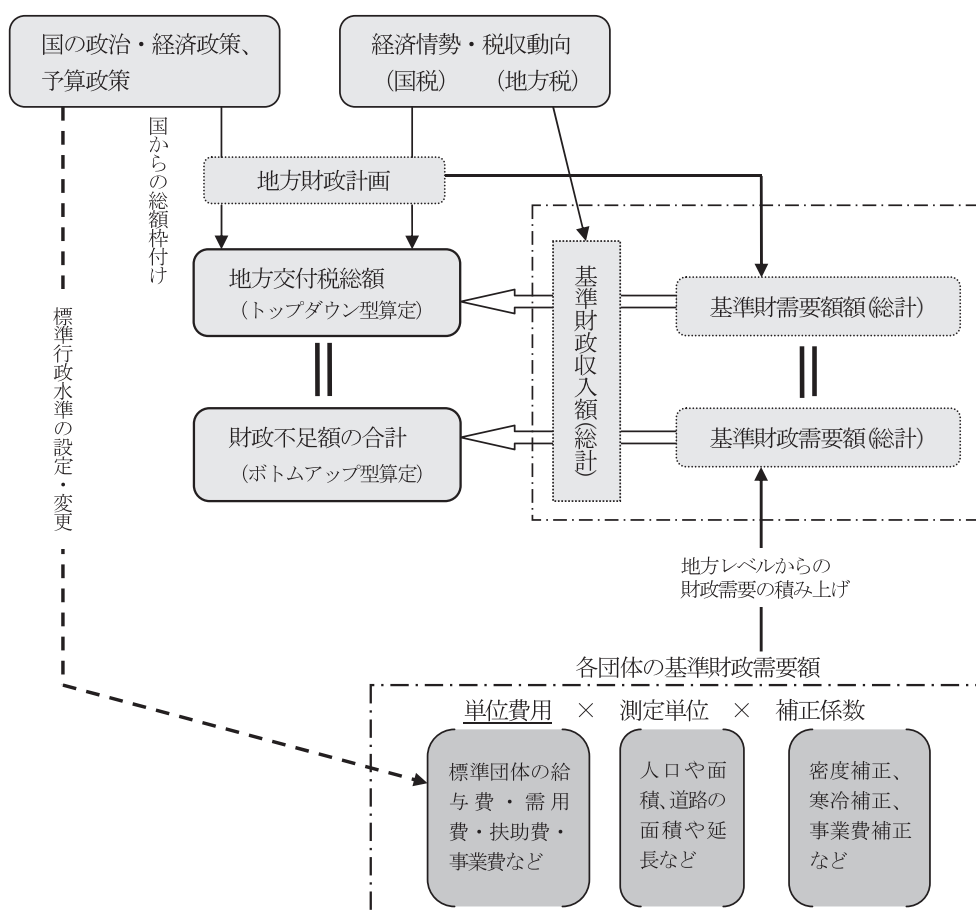 国の政治・経済政策、
予算政策
経済情勢・税収動向
(国税) (地方税)
国からの総額枠付け
地方財政計画
地方交付税総額
(トップダウン型算定)
基準財政収入額(総計)
基準財需要額額(総計)
財政不足額の合計
(ボトムアップ型算定)
基準財政需要額(総計)
標準行政水準の設定・変更
地方レベルからの
財政需要の積み上げ
各団体の基準財政需要額
単位費用 × 測定単位 × 補正係数
標準団体の給
与費・需用
費・扶助費・
事業費など
人口や面
積、道路の
面積や延
長など
密度補正、
寒冷補正、
事業費補正
など